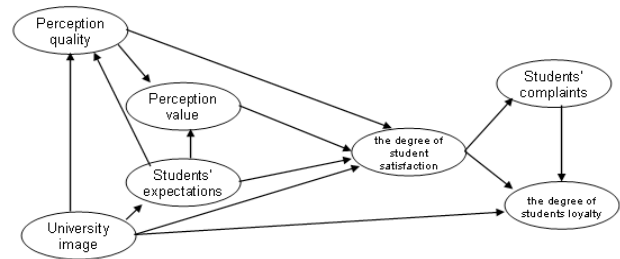 Perception
quality
Perception
value
Students'
complaints
the degree of
student
satisfaction
Students'
expectations
the degree of
students loyalty
University
image